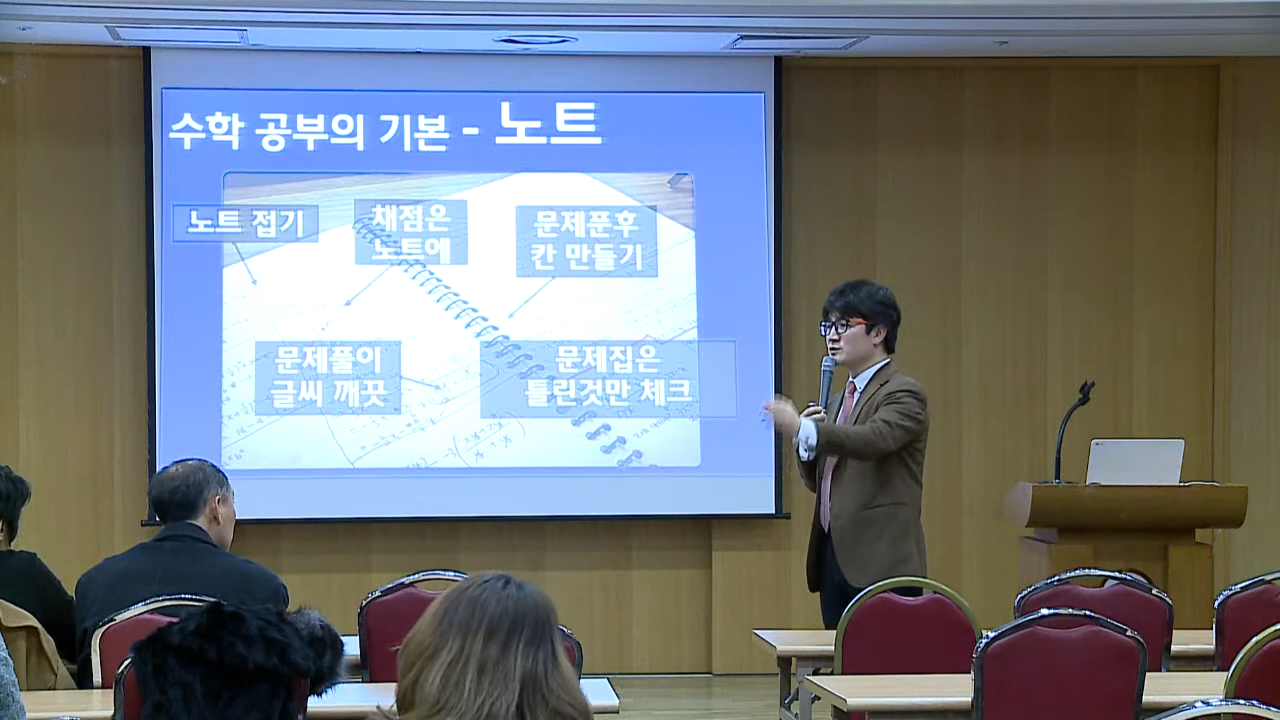 수학 공부의 기본 - 노트
노트 접기
채점은
노트에
문제푼후
칸 만들기
문제풀이
글씨 깨끗
문제집은
틀린것만 체크